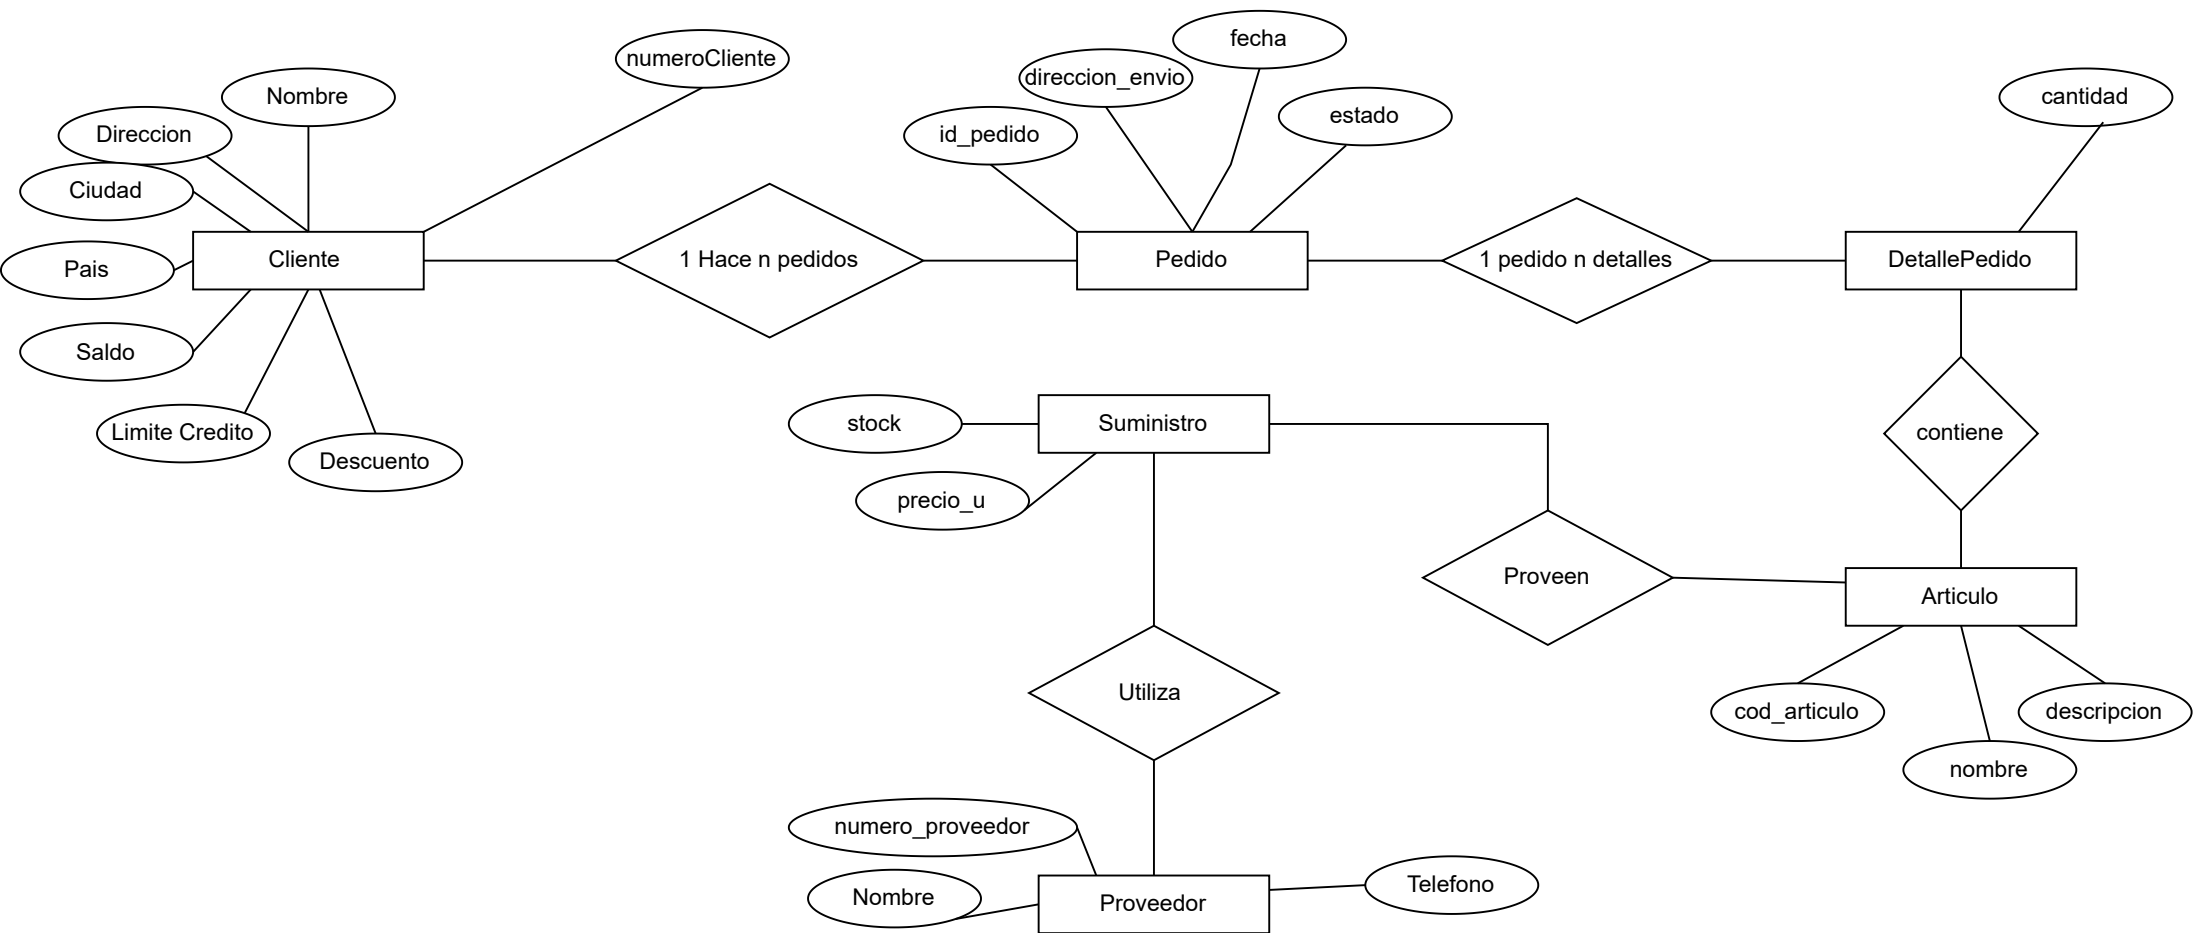 fecha
numeroCliente
direccion_envio
Nombre
cantidad
estado
Direccion
id_pedido
Ciudad
Cliente
1 Hace n pedidos
Pedido
1 pedido n detalles
DetallePedido
Pais
Saldo
Limite Credito
Descuento
stock
Suministro
contiene
precio_u
Proveen
Articulo
Utiliza
cod_articulo
descripcion
nombre
numero_proveedor
Nombre
Proveedor
Telefono